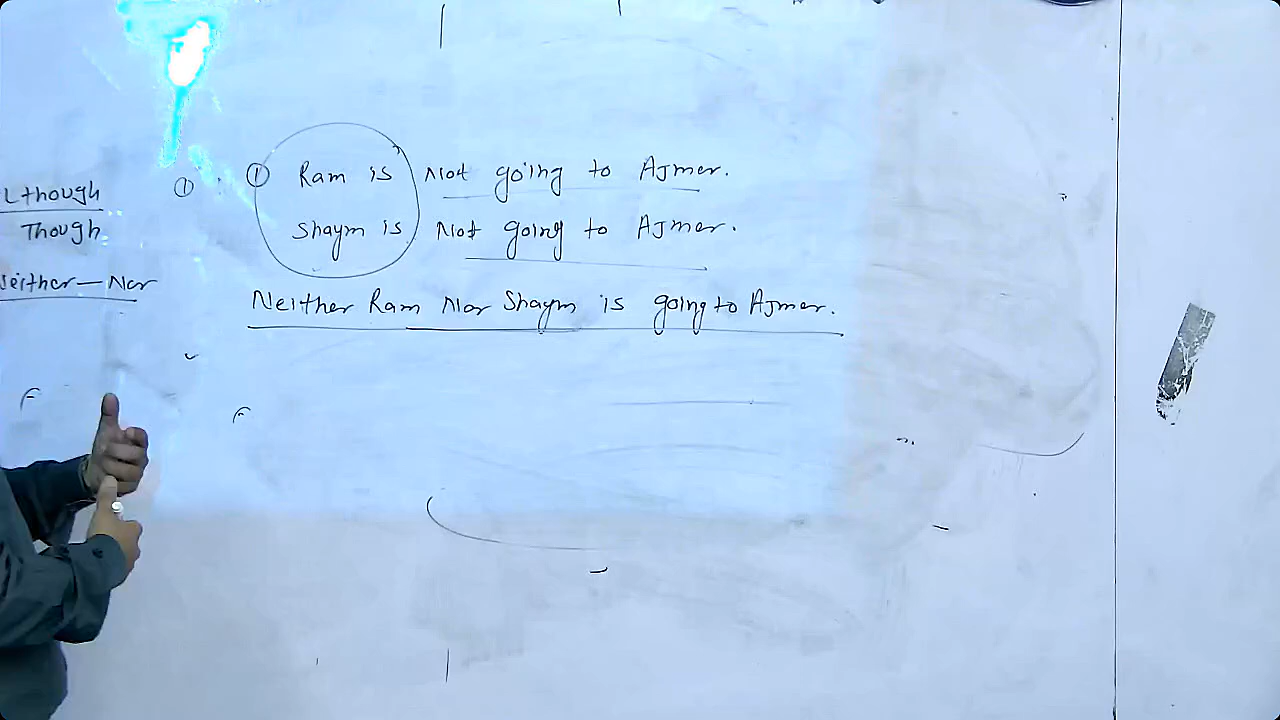 Lthough
Though
Neither — Nor
①
① Ram is Not going to Ajmer.
Shaym is Not going to Ajmer.
Neither Ram Nor Shaym is going to Ajmer.